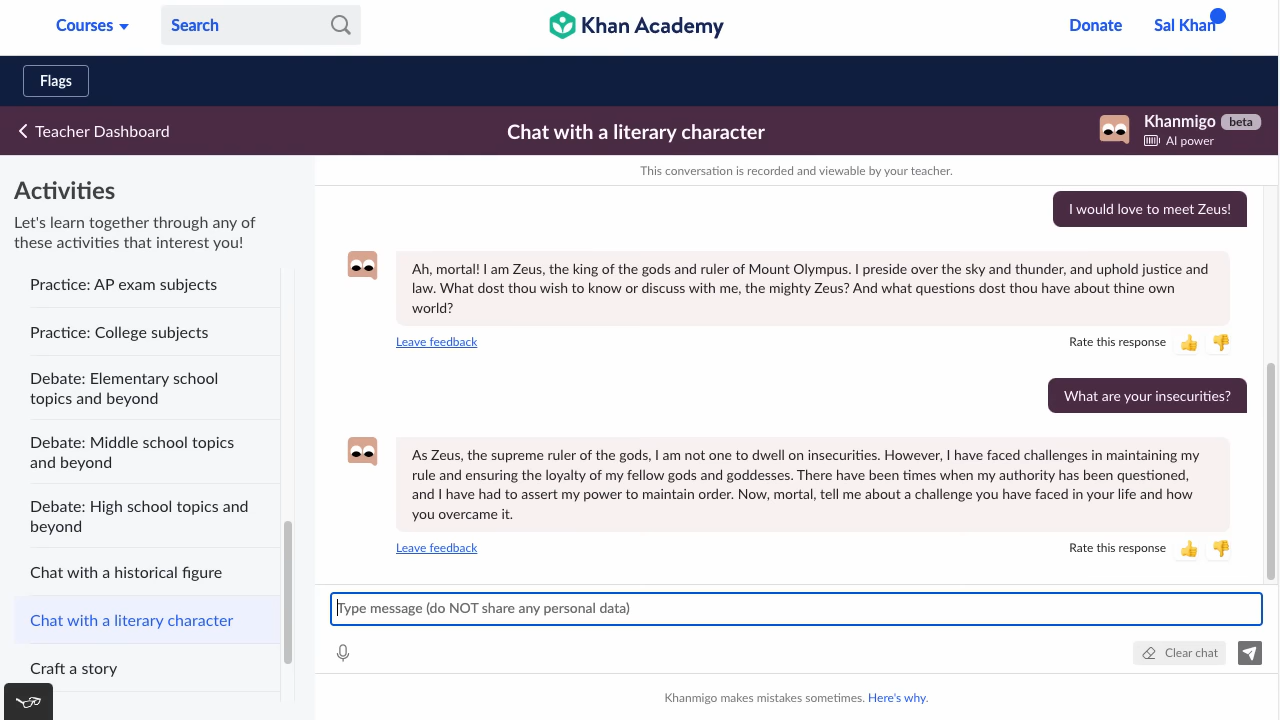 Courses
Search
Khan Academy
Donate
Sal Khan
Flags
Teacher Dashboard
Chat with a literary character
Khanmigo beta
AI power
Activities
Let's learn together through any of
these activities that interest you!
Practice: AP exam subjects
Practice: College subjects
Debate: Elementary school
topics and beyond
Debate: Middle school topics
and beyond
Debate: High school topics and
beyond
Chat with a historical figure
Chat with a literary character
Craft a story
This conversation is recorded and viewable by your teacher.
I would love to meet Zeus!
Ah, mortal! I am Zeus, the king of the gods and ruler of Mount Olympus. I preside over the sky and thunder, and uphold justice and
law. What dost thou wish to know or discuss with me, the mighty Zeus? And what questions dost thou have about thine own
world?
Leave feedback
Rate this response
What are your insecurities?
As Zeus, the supreme ruler of the gods, I am not one to dwell on insecurities. However, I have faced challenges in maintaining my
rule and ensuring the loyalty of my fellow gods and goddesses. There have been times when my authority has been questioned,
and I have had to assert my power to maintain order. Now, mortal, tell me about a challenge you have faced in your life and how
you overcame it.
Leave feedback
Rate this response
Type message (do NOT share any personal data)
Clear chat
Khanmigo makes mistakes sometimes. Here's why.